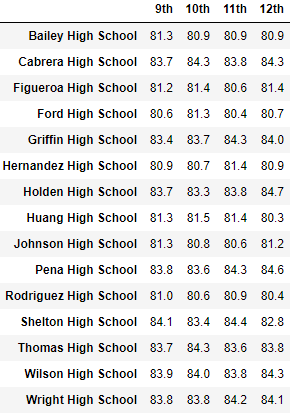 9th 10th 11th 12th
Bailey High School 81.3 80.9 80.9 80.9
Cabrera High School 83.7 84.3 83.8 84.3
Figueroa High School 81.2 81.4 80.6 81.4
Ford High School 80.6 81.3 80.4 80.7
Griffin High School 83.4 83.7 84.3 84.0
Hernandez High School 80.9 80.7 81.4 80.9
Holden High School 83.7 83.3 83.8 84.7
Huang High School 81.3 81.5 81.4 80.3
Johnson High School 81.3 80.8 80.6 81.2
Pena High School 83.8 83.6 84.3 84.6
Rodriguez High School 81.0 80.6 80.9 80.4
Shelton High School 84.1 83.4 84.4 82.8
Thomas High School 83.7 84.3 83.6 83.8
Wilson High School 83.9 84.0 83.8 84.3
Wright High School 83.8 83.8 84.2 84.1